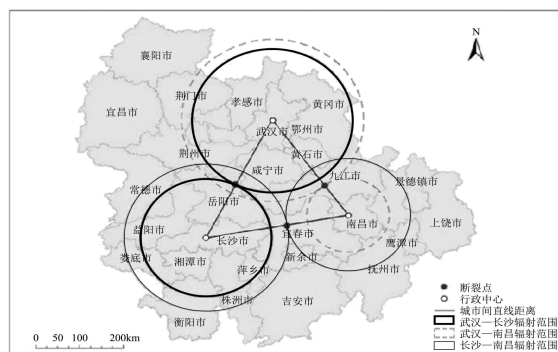 N
襄阳市
荆门市
孝感市
黄冈市
宜昌市
武汉市
鄂州市
黄石市
荆州市
咸宁市
九江市
景德镇市
常德市
岳阳市
南昌市
上饶市
益阳市
长沙市
宜春市
鹰潭市
娄底市
湘潭市
萍乡市
新余市
抚州市
株洲市
吉安市
衡阳市
断裂点
行政中心
城市间直线距离
武汉—长沙辐射范围
武汉—南昌辐射范围
长沙—南昌辐射范围
0 50 100 200km